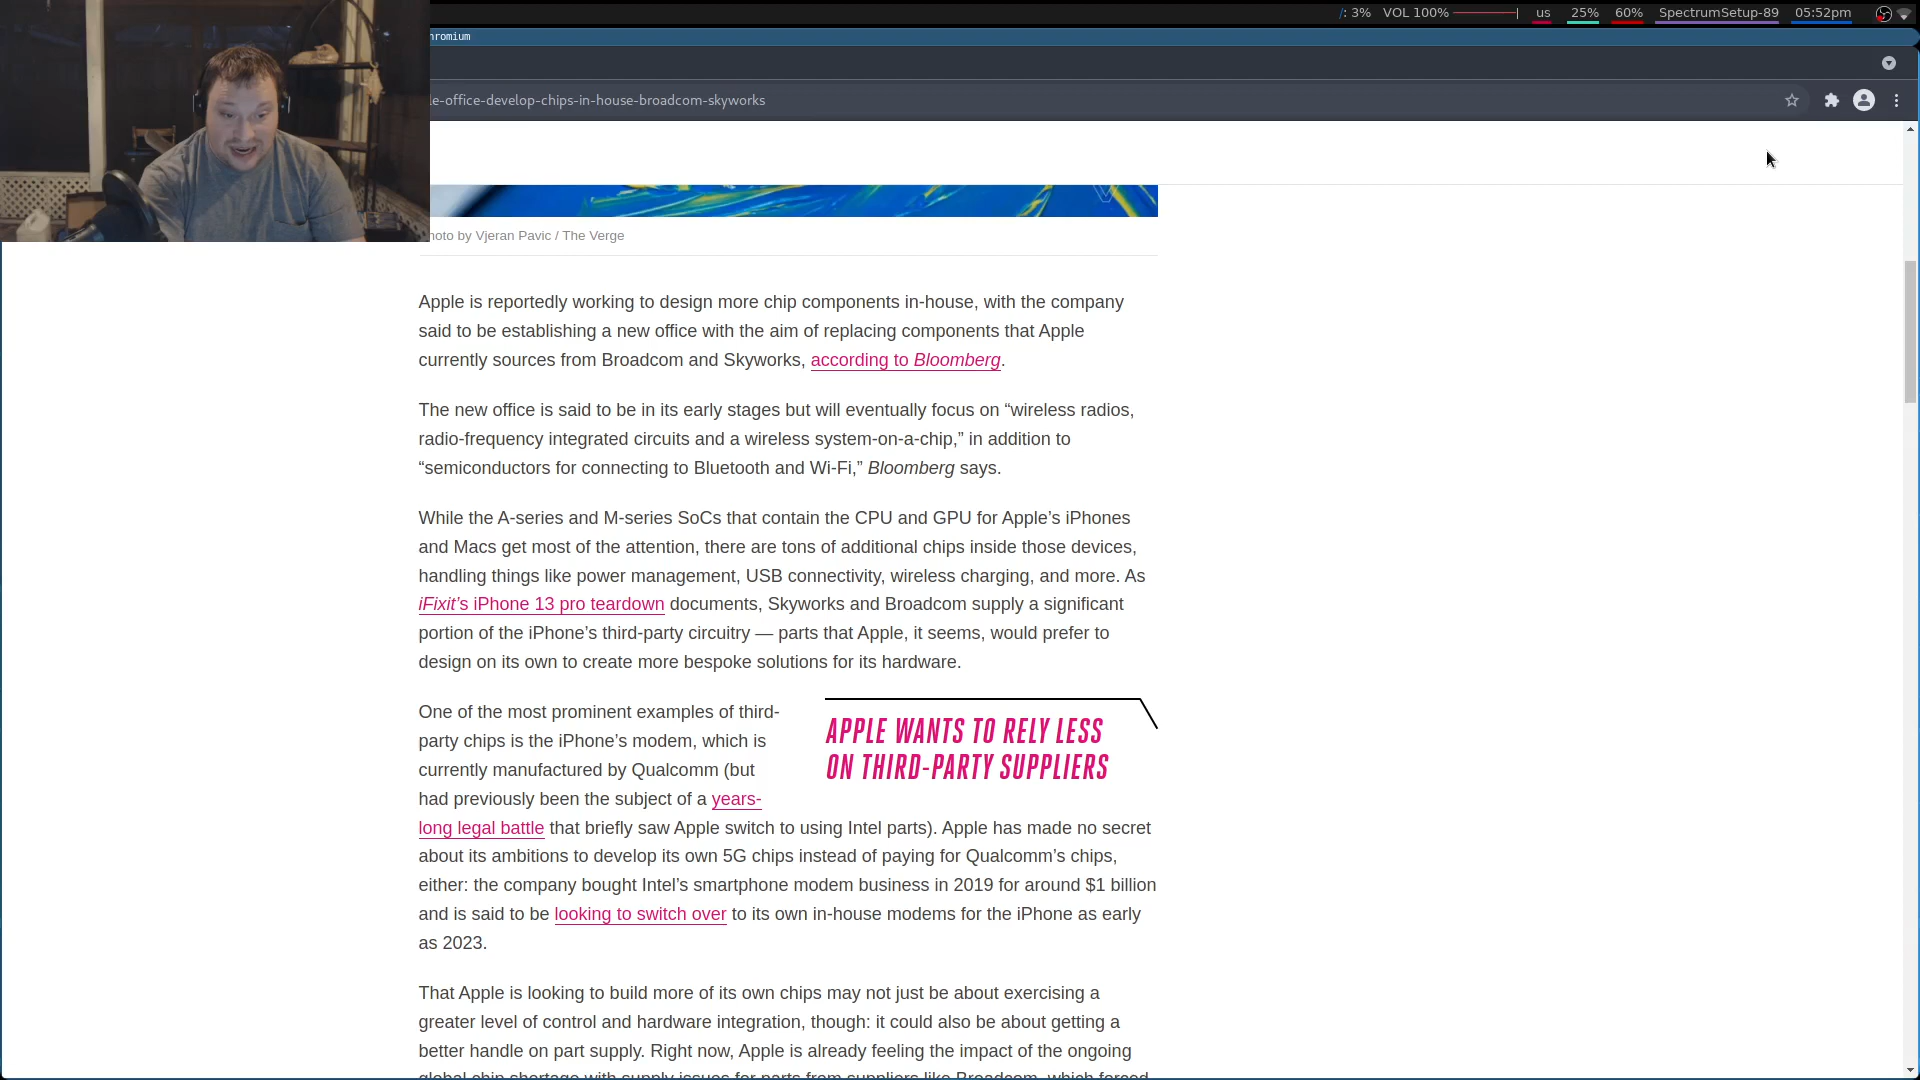 /: 3% VOL 100% us 25% 60% SpectrumSetup-89 05:52pm
hromium
le-office-develop-chips-in-house-broadcom-skyworks
hoto by Vjeran Pavic / The Verge
Apple is reportedly working to design more chip components in-house, with the company
said to be establishing a new office with the aim of replacing components that Apple
currently sources from Broadcom and Skyworks, according to Bloomberg.
The new office is said to be in its early stages but will eventually focus on “wireless radios,
radio-frequency integrated circuits and a wireless system-on-a-chip,” in addition to
“semiconductors for connecting to Bluetooth and Wi-Fi,” Bloomberg says.
While the A-series and M-series SoCs that contain the CPU and GPU for Apple’s iPhones
and Macs get most of the attention, there are tons of additional chips inside those devices,
handling things like power management, USB connectivity, wireless charging, and more. As
iFixit’s iPhone 13 pro teardown documents, Skyworks and Broadcom supply a significant
portion of the iPhone’s third-party circuitry — parts that Apple, it seems, would prefer to
design on its own to create more bespoke solutions for its hardware.
One of the most prominent examples of third-
party chips is the iPhone’s modem, which is
currently manufactured by Qualcomm (but
had previously been the subject of a years-
long legal battle that briefly saw Apple switch to using Intel parts). Apple has made no secret
about its ambitions to develop its own 5G chips instead of paying for Qualcomm’s chips,
either: the company bought Intel’s smartphone modem business in 2019 for around $1 billion
and is said to be looking to switch over to its own in-house modems for the iPhone as early
as 2023.
APPLE WANTS TO RELY LESS
ON THIRD-PARTY SUPPLIERS
That Apple is looking to build more of its own chips may not just be about exercising a
greater level of control and hardware integration, though: it could also be about getting a
better handle on part supply. Right now, Apple is already feeling the impact of the ongoing
global chip shortage with supply issues for parts from suppliers like Broadcom, which forced